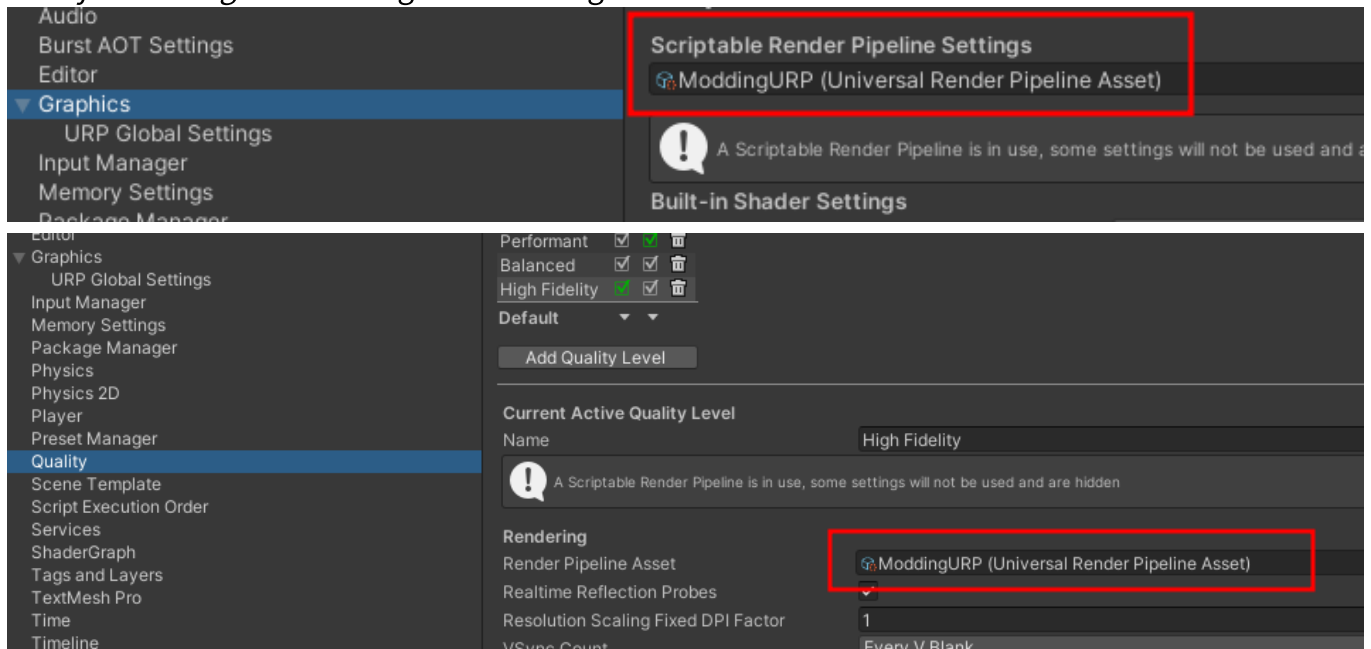 Audio
Burst AOT Settings
Editor
Graphics
URP Global Settings
Input Manager
Memory Settings
Package Manager
Scriptable Render Pipeline Settings
ModdingURP (Universal Render Pipeline Asset)
A Scriptable Render Pipeline is in use, some settings will not be used and
Built-in Shader Settings
Editor
Graphics
URP Global Settings
Input Manager
Memory Settings
Package Manager
Physics
Physics 2D
Player
Preset Manager
Quality
Scene Template
Script Execution Order
Services
ShaderGraph
Tags and Layers
TextMesh Pro
Time
Timeline
Performant
Balanced
High Fidelity
Default
Add Quality Level
Current Active Quality Level
Name High Fidelity
A Scriptable Render Pipeline is in use, some settings will not be used and are hidden
Rendering
Render Pipeline Asset ModdingURP (Universal Render Pipeline Asset)
Realtime Reflection Probes
Resolution Scaling Fixed DPI Factor 1
VSync Count Every V Blank